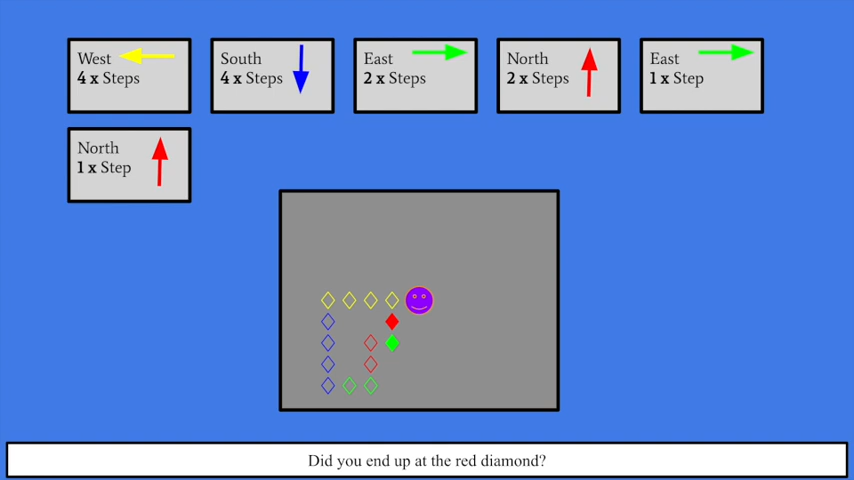 West
4 x Steps
South
4 x Steps
East
2 x Steps
North
2 x Steps
East
1 x Step
North
1 x Step
Did you end up at the red diamond?